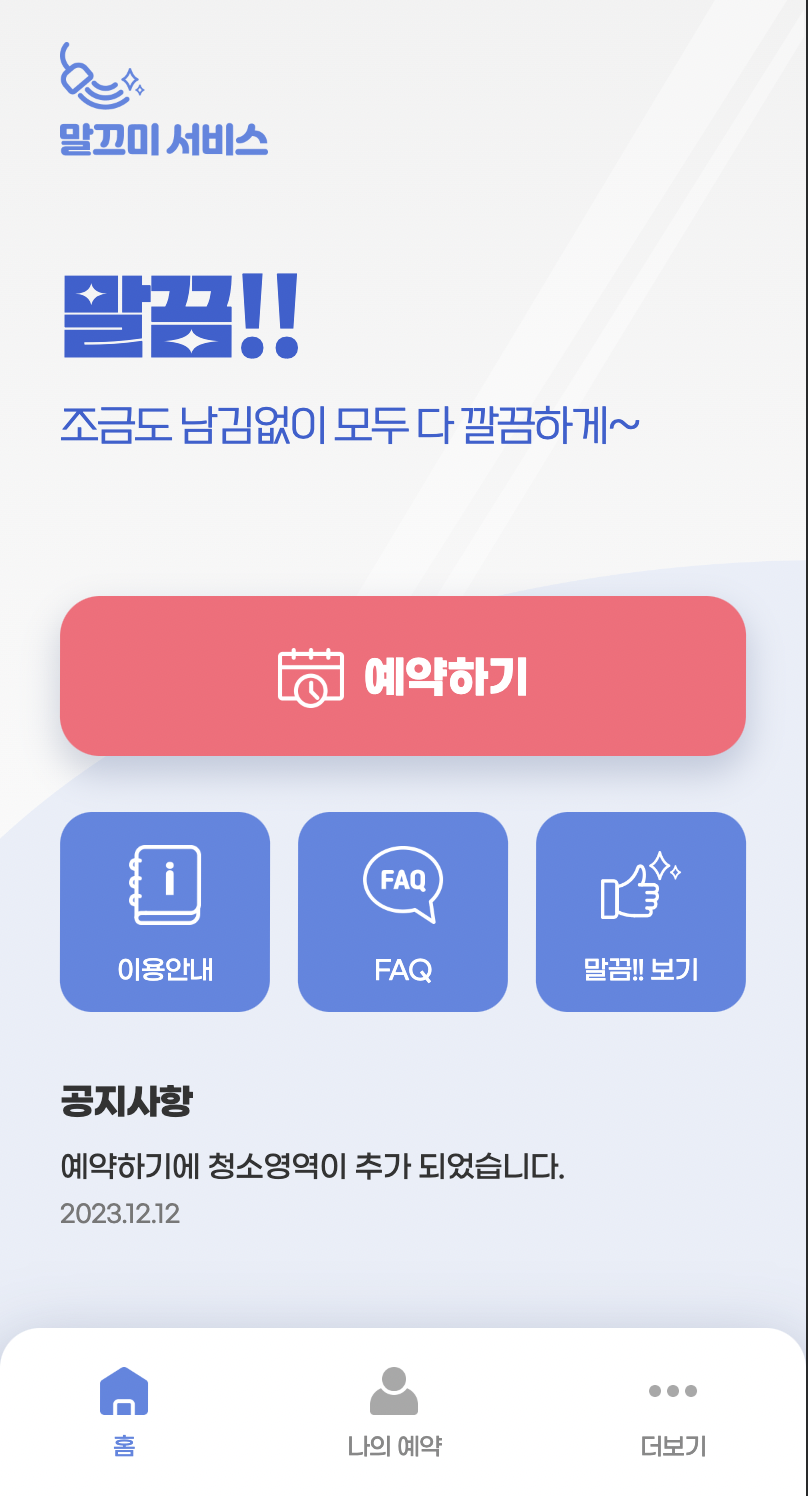 말끄미 서비스
말끔!!
조금도 남김없이 모두 다 깔끔하게~
예약하기
i
FAQ
이용안내
FAQ
말끔!! 보기
공지사항
예약하기에 청소영역이 추가 되었습니다.
2023.12.12
홈
나의 예약
더보기